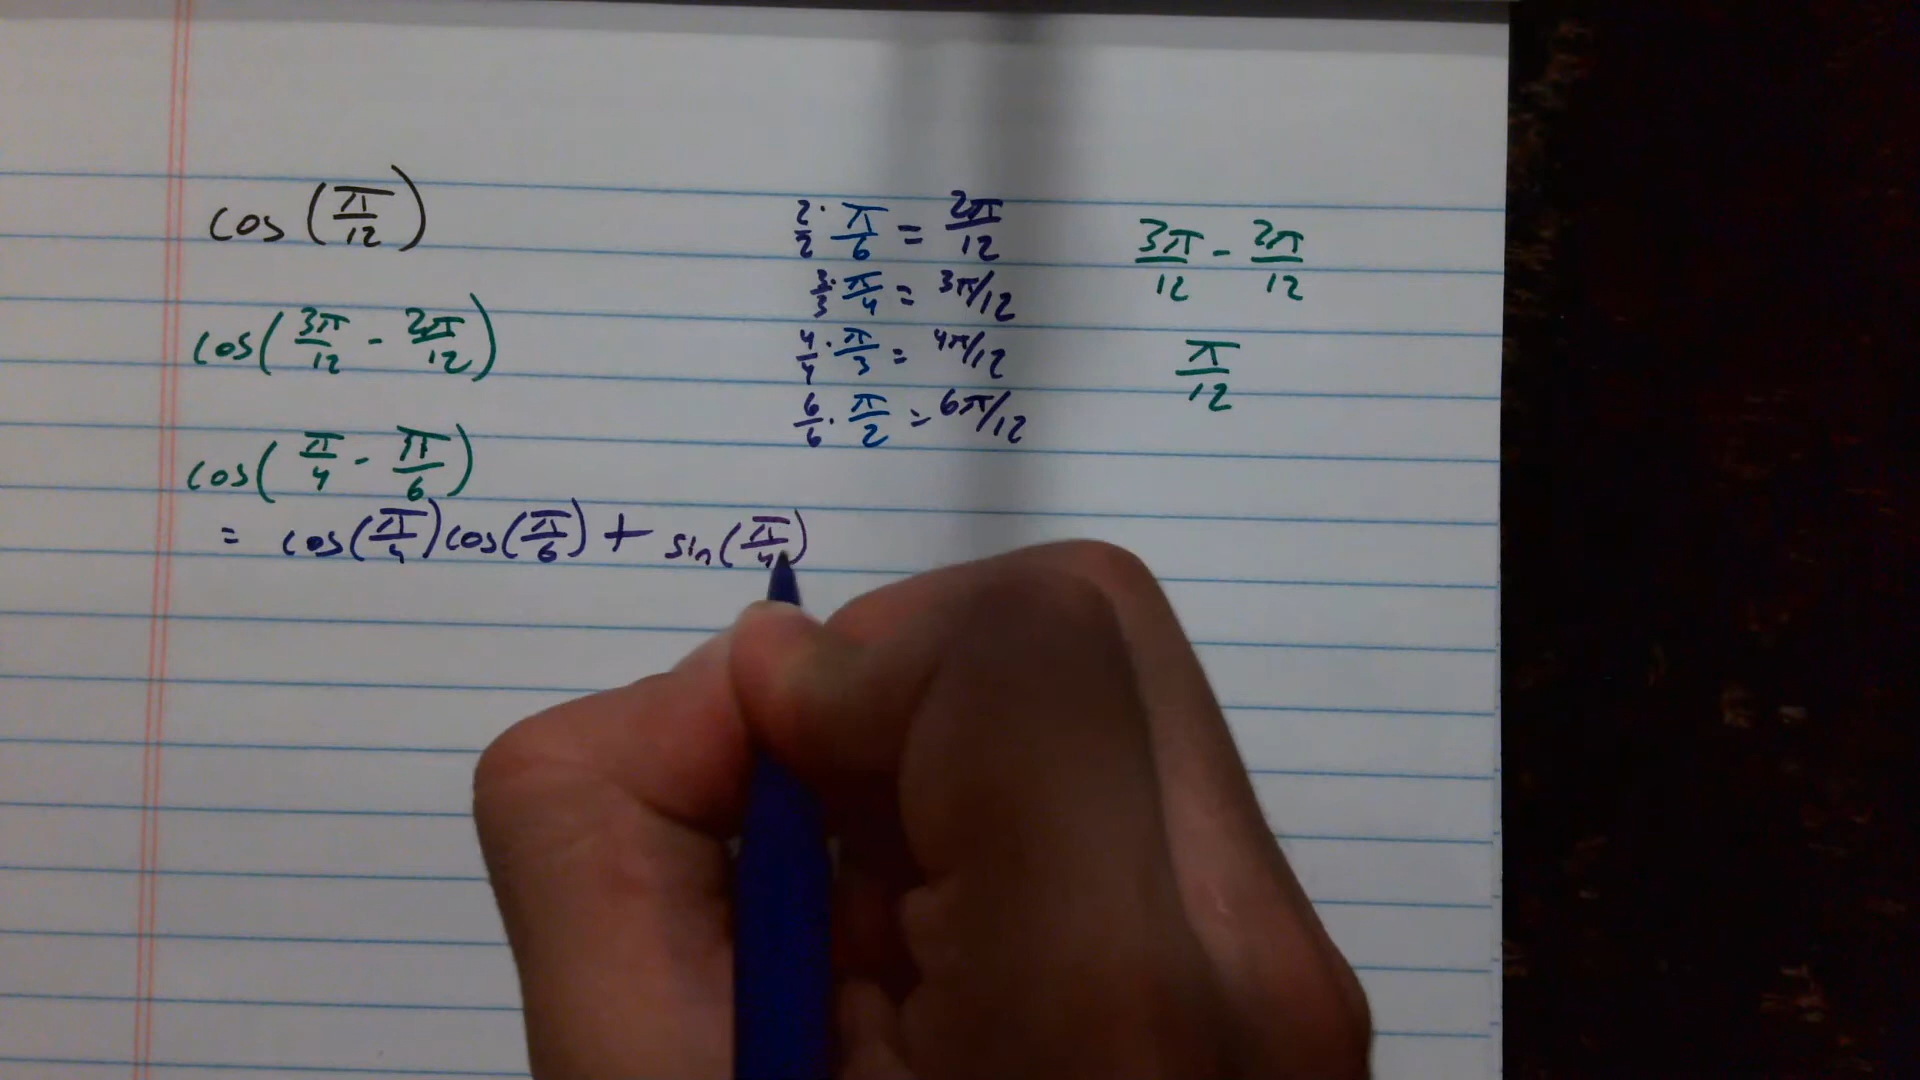 cos(π/12)
cos(3π/12 - 2π/12)
cos(π/4 - π/6)
= cos(π/4)cos(π/6) + sin(π/4)
2/2 · π/6 = 2π/12
3/3 · π/4 = 3π/12
4/4 · π/3 = 4π/12
6/6 · π/2 = 6π/12
3π/12 - 2π/12
π/12